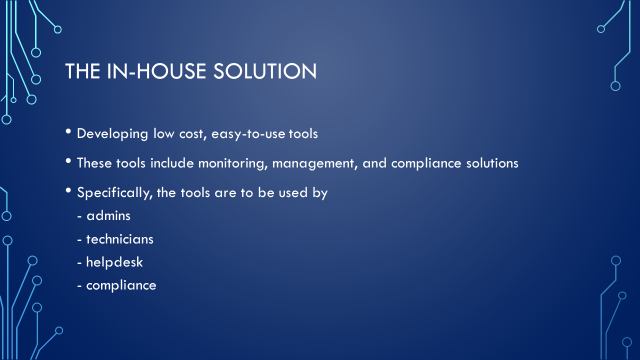 THE IN-HOUSE SOLUTION
• Developing low cost, easy-to-use tools
• These tools include monitoring, management, and compliance solutions
• Specifically, the tools are to be used by
- admins
- technicians
- helpdesk
- compliance